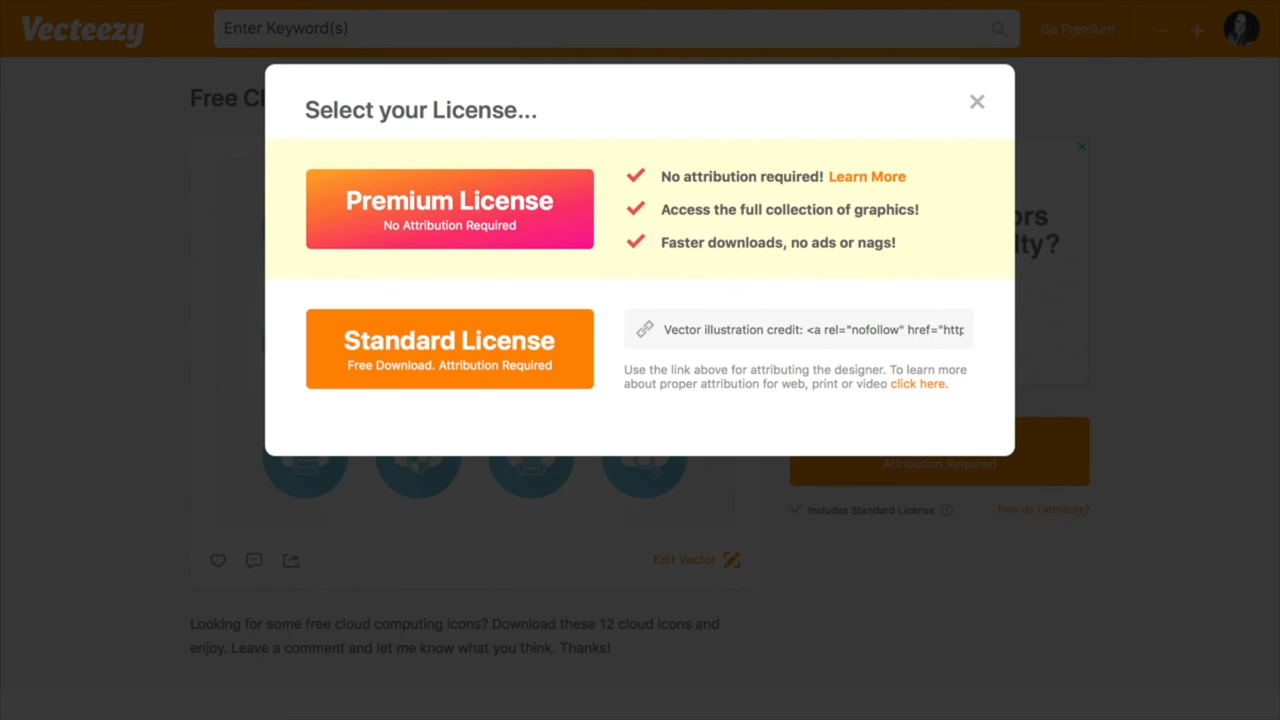 Vecteezy
Enter Keyword(s)
Go Premium
Free Cl
Select your License...
Premium License
No Attribution Required
No attribution required! Learn More
Access the full collection of graphics!
Faster downloads, no ads or nags!
Standard License
Free Download. Attribution Required
Vector illustration credit: <a rel="nofollow" href="http
Use the link above for attributing the designer. To learn more
about proper attribution for web, print or video click here.
ors
lty?
Attribution Required
Includes Standard License
How do I attribute?
Edit Vector
Looking for some free cloud computing icons? Download these 12 cloud icons and
enjoy. Leave a comment and let me know what you think. Thanks!